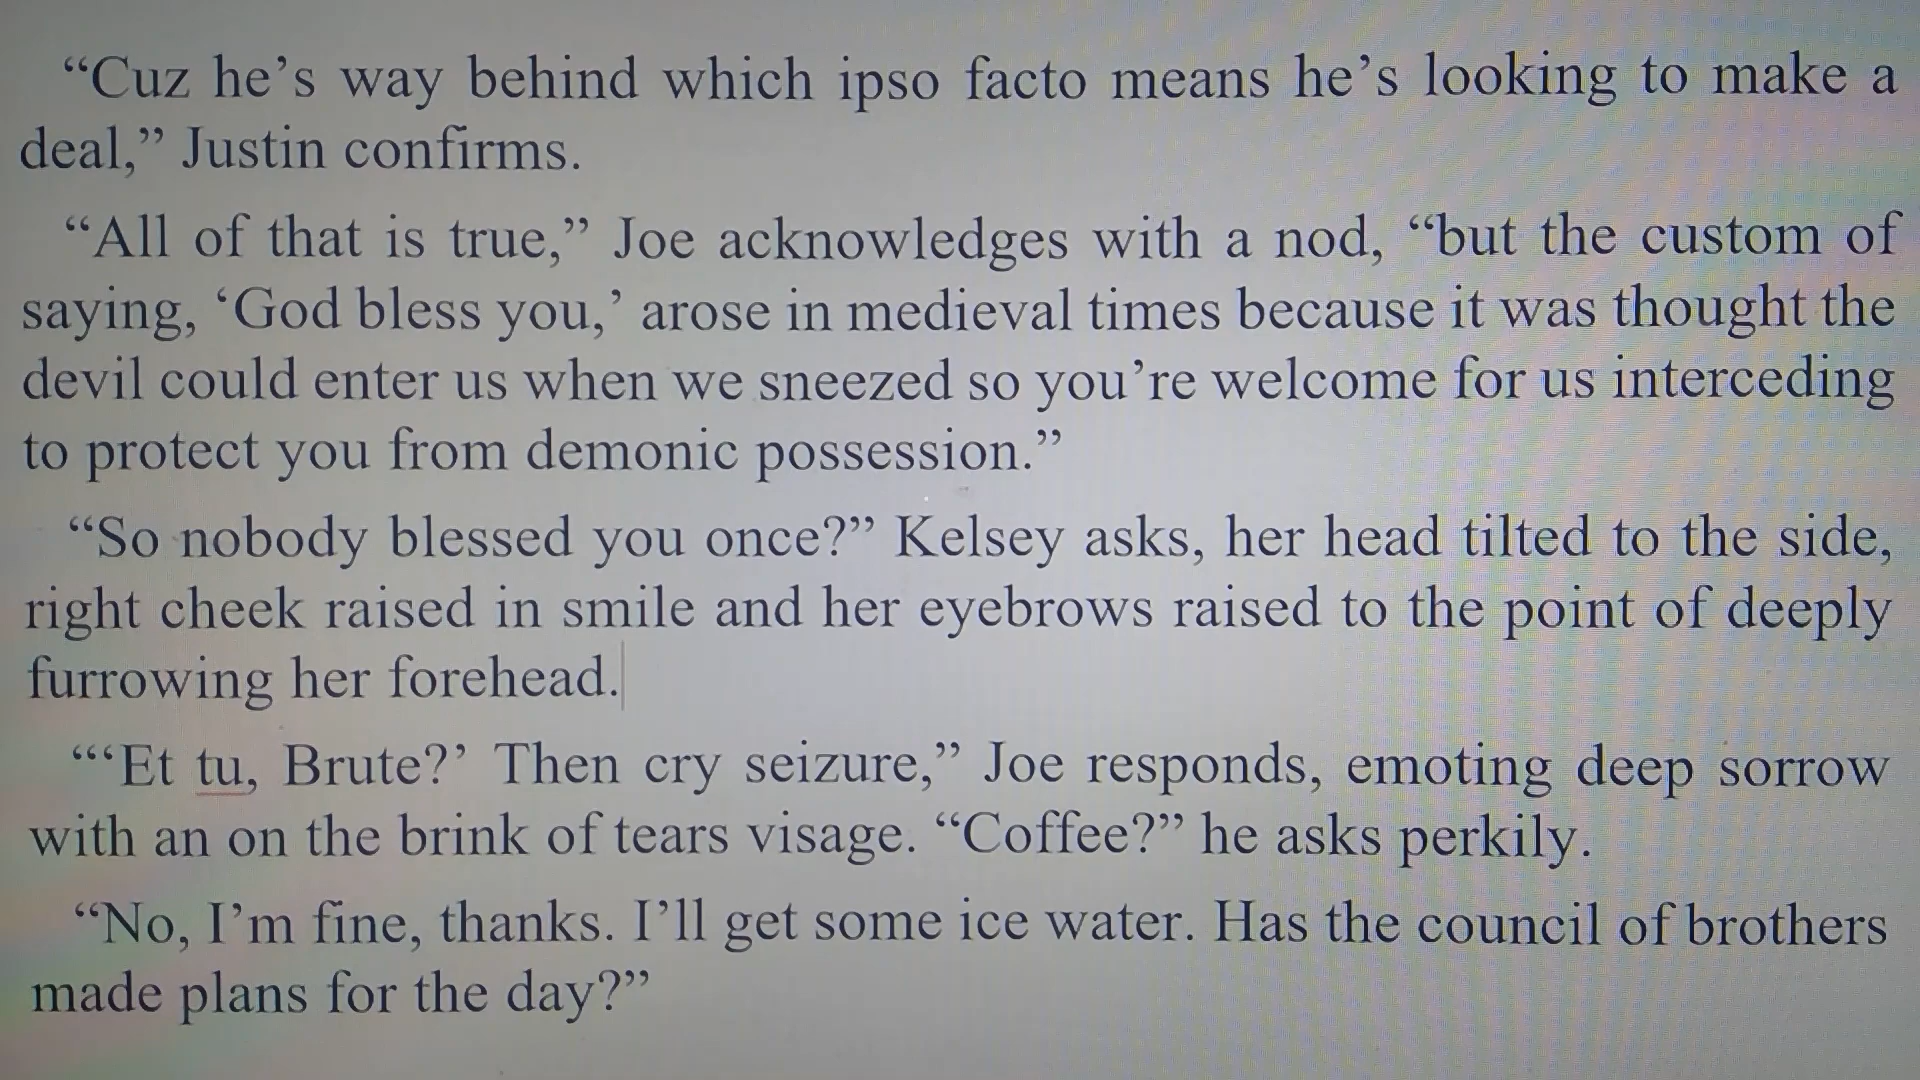 “Cuz he’s way behind which ipso facto means he’s looking to make a
deal,” Justin confirms.
“All of that is true,” Joe acknowledges with a nod, “but the custom of
saying, ‘God bless you,’ arose in medieval times because it was thought the
devil could enter us when we sneezed so you’re welcome for us interceding
to protect you from demonic possession.”
“So nobody blessed you once?” Kelsey asks, her head tilted to the side,
right cheek raised in smile and her eyebrows raised to the point of deeply
furrowing her forehead.
“‘Et tu, Brute?’ Then cry seizure,” Joe responds, emoting deep sorrow
with an on the brink of tears visage. “Coffee?” he asks perkily.
“No, I’m fine, thanks. I’ll get some ice water. Has the council of brothers
made plans for the day?”